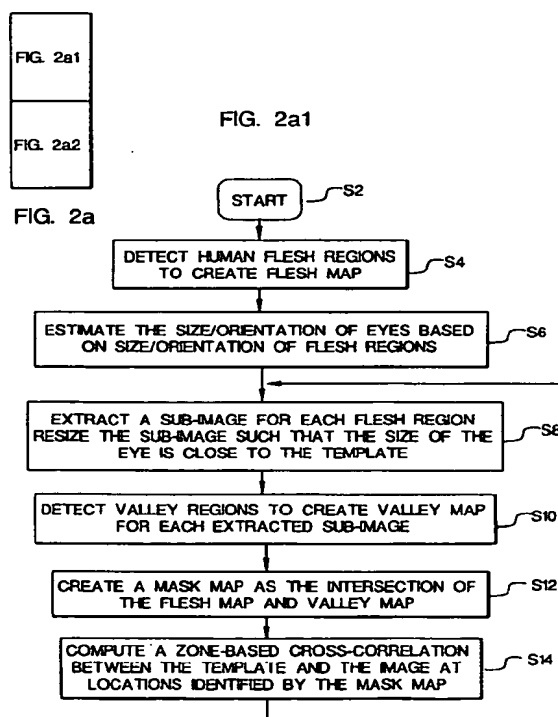 FIG. 2a1
FIG. 2a2
FIG. 2a
FIG. 2a1
START
S2
DETECT HUMAN FLESH REGIONS
TO CREATE FLESH MAP
S4
ESTIMATE THE SIZE/ORIENTATION OF EYES BASED
ON SIZE/ORIENTATION OF FLESH REGIONS
S6
EXTRACT A SUB-IMAGE FOR EACH FLESH REGION
RESIZE THE SUB-IMAGE SUCH THAT THE SIZE OF THE
EYE IS CLOSE TO THE TEMPLATE
S8
DETECT VALLEY REGIONS TO CREATE VALLEY MAP
FOR EACH EXTRACTED SUB-IMAGE
S10
CREATE A MASK MAP AS THE INTERSECTION OF
THE FLESH MAP AND VALLEY MAP
S12
COMPUTE A ZONE-BASED CROSS-CORRELATION
BETWEEN THE TEMPLATE AND THE IMAGE AT
LOCATIONS IDENTIFIED BY THE MASK MAP
S14